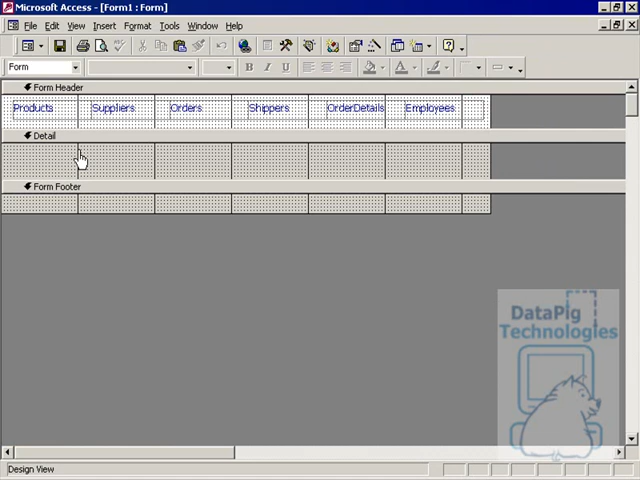 Microsoft Access - [Form1 : Form]
File Edit View Insert Format Tools Window Help
Form
B I U
Form Header
Products Suppliers Orders Shippers OrderDetails Employees
Detail
Form Footer
DataPig
Technologies
Design View